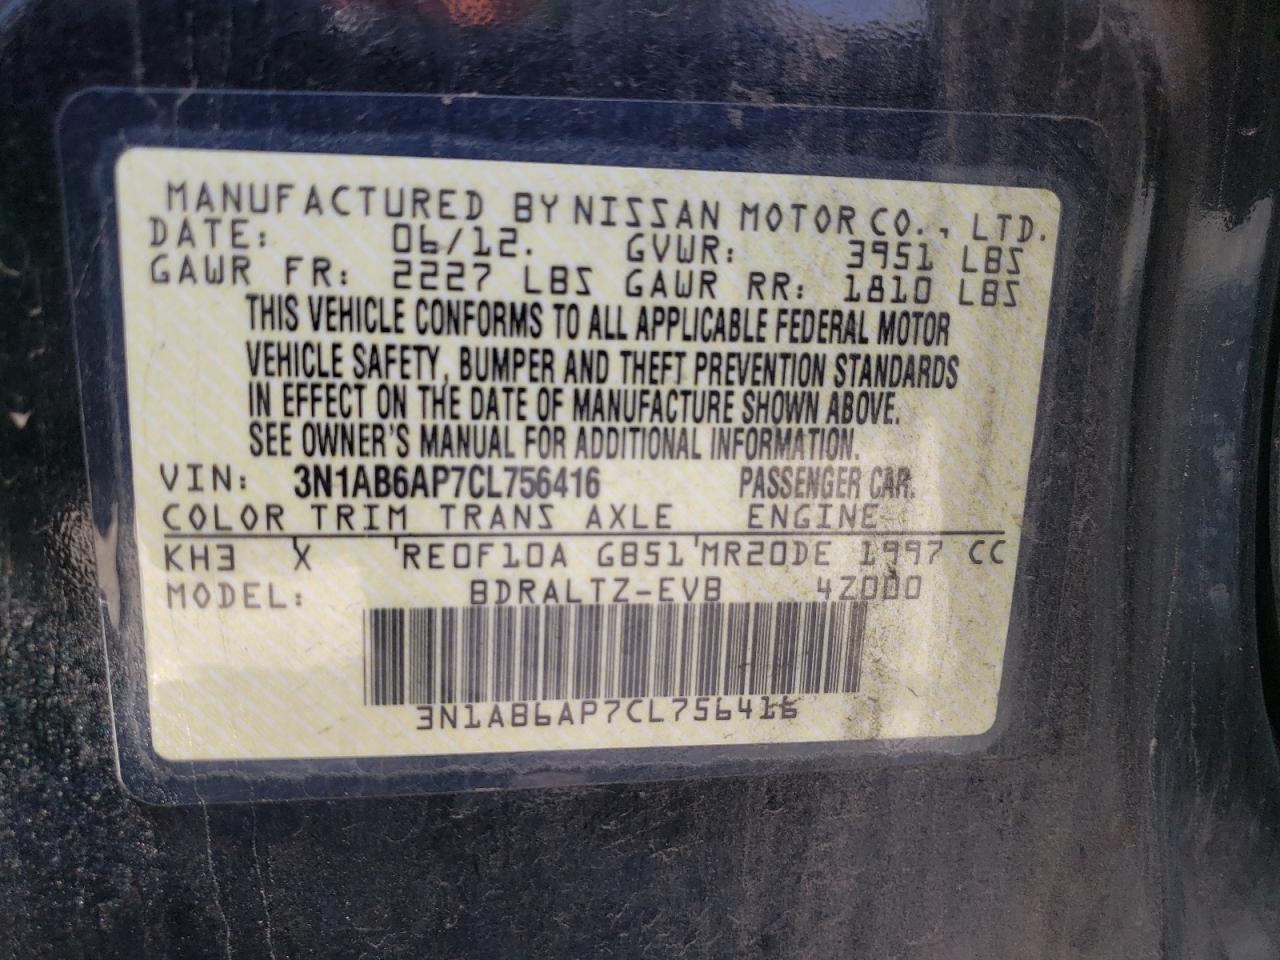 MANUFACTURED BY NISSAN MOTOR CO., LTD.
DATE: 06/12. GVWR: 3951 LBS
GAWR FR: 2227 LBS GAWR RR: 1810 LBS
THIS VEHICLE CONFORMS TO ALL APPLICABLE FEDERAL MOTOR
VEHICLE SAFETY, BUMPER AND THEFT PREVENTION STANDARDS
IN EFFECT ON THE DATE OF MANUFACTURE SHOWN ABOVE.
SEE OWNER'S MANUAL FOR ADDITIONAL INFORMATION.
VIN: 3N1AB6AP7CL756416 PASSENGER CAR.
COLOR TRIM TRANS AXLE ENGINE
KH3 X RE0F10A GB51 MR20DE 1997 CC
MODEL: BDRALTZ-EVB 4Z000
3N1AB6AP7CL756416